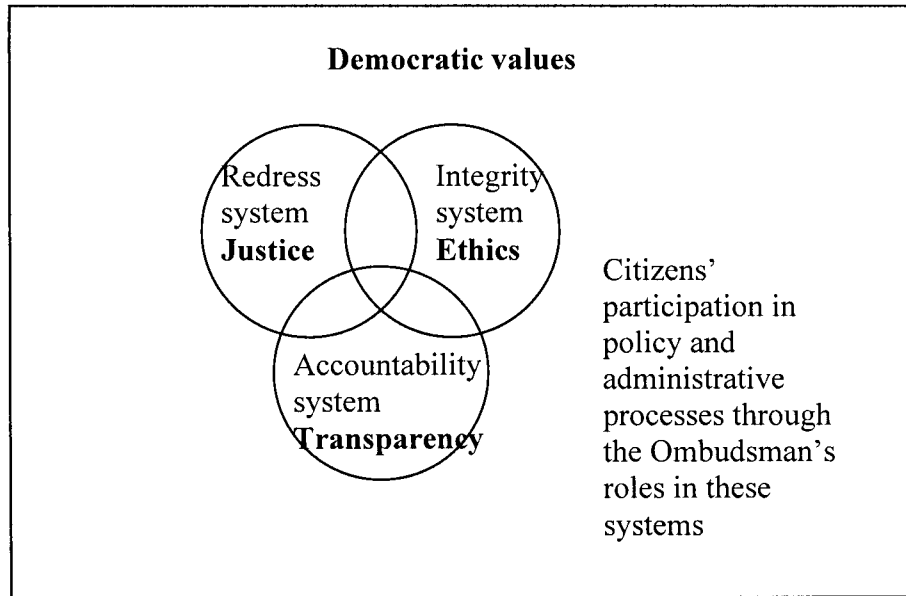 Democratic values
Redress
system
Justice
Integrity
system
Ethics
Accountability
system
Transparency
Citizens’
participation in
policy and
administrative
processes through
the Ombudsman’s
roles in these
systems